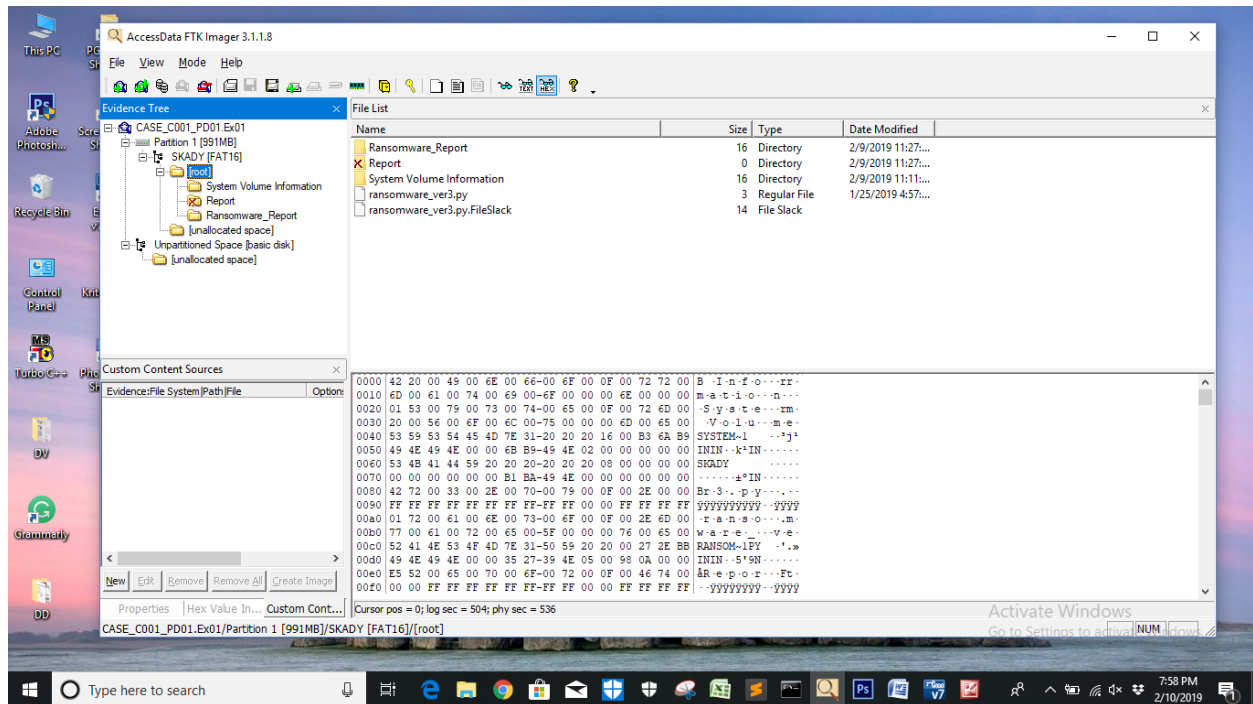 AccessData FTK Imager 3.1.1.8
File View Mode Help
This PC
Adobe
Photosh...
Recycle Bin
Control
Panel
Turbo C++
DV
Grammarly
DD
Evidence Tree
CASE_C001_PD01.Ex01
Partition 1 [991MB]
SKADY [FAT16]
[root]
System Volume Information
Report
Ransomware_Report
[unallocated space]
Unpartitioned Space [basic disk]
[unallocated space]
File List
Name Size Type Date Modified
Ransomware_Report 16 Directory 2/9/2019 11:27:...
Report 0 Directory 2/9/2019 11:27:...
System Volume Information 16 Directory 2/9/2019 11:11:...
ransomware_ver3.py 3 Regular File 1/25/2019 4:57:...
ransomware_ver3.py.FileSlack 14 File Slack
Custom Content Sources
Evidence:File System|Path|File Options
New Edit Remove Remove All Create Image
Properties Hex Value In... Custom Cont...
0000 42 20 00 49 00 6E 00 66-00 6F 00 0F 00 72 72 00 B ·I·n·f·o···rr·
0010 6D 00 61 00 74 00 69 00-6F 00 00 00 6E 00 00 00 m·a·t·i·o···n···
0020 01 53 00 79 00 73 00 74-00 65 00 0F 00 72 6D 00 ·S·y·s·t·e···rm·
0030 20 00 56 00 6F 00 6C 00-75 00 00 00 6D 00 65 00  ·V·o·l·u···m·e·
0040 53 59 53 54 45 4D 7E 31-20 20 20 16 00 B3 6A B9 SYSTEM~1   ··³j¹
0050 49 4E 49 4E 00 00 6B B9-49 4E 02 00 00 00 00 00 ININ··k¹IN······
0060 53 4B 41 44 59 20 20 20-20 20 20 08 00 00 00 00 SKADY      ·····
0070 00 00 00 00 00 00 B1 BA-49 4E 00 00 00 00 00 00 ······±ºIN······
0080 42 72 00 33 00 2E 00 70-00 79 00 0F 00 2E 00 00 Br·3·.·p·y···.··
0090 FF FF FF FF FF FF FF FF-FF FF 00 00 FF FF FF FF ÿÿÿÿÿÿÿÿÿÿ··ÿÿÿÿ
00a0 01 72 00 61 00 6E 00 73-00 6F 00 0F 00 2E 6D 00 ·r·a·n·s·o···.m·
00b0 77 00 61 00 72 00 65 00-5F 00 00 00 76 00 65 00 w·a·r·e·_···v·e·
00c0 52 41 4E 53 4F 4D 7E 31-50 59 20 20 00 27 2E BB RANSOM~1PY  ·'.»
00d0 49 4E 49 4E 00 00 35 27-39 4E 05 00 98 0A 00 00 ININ··5'9N······
00e0 E5 52 00 65 00 70 00 6F-00 72 00 0F 00 46 74 00 åR·e·p·o·r···Ft·
00f0 00 00 FF FF FF FF FF FF-FF FF 00 00 FF FF FF FF ··ÿÿÿÿÿÿÿÿ··ÿÿÿÿ
Cursor pos = 0; log sec = 504; phy sec = 536
CASE_C001_PD01.Ex01/Partition 1 [991MB]/SKADY [FAT16]/[root]
NUM
Activate Windows
Go to Settings to activate Windows.
Type here to search
7:58 PM
2/10/2019